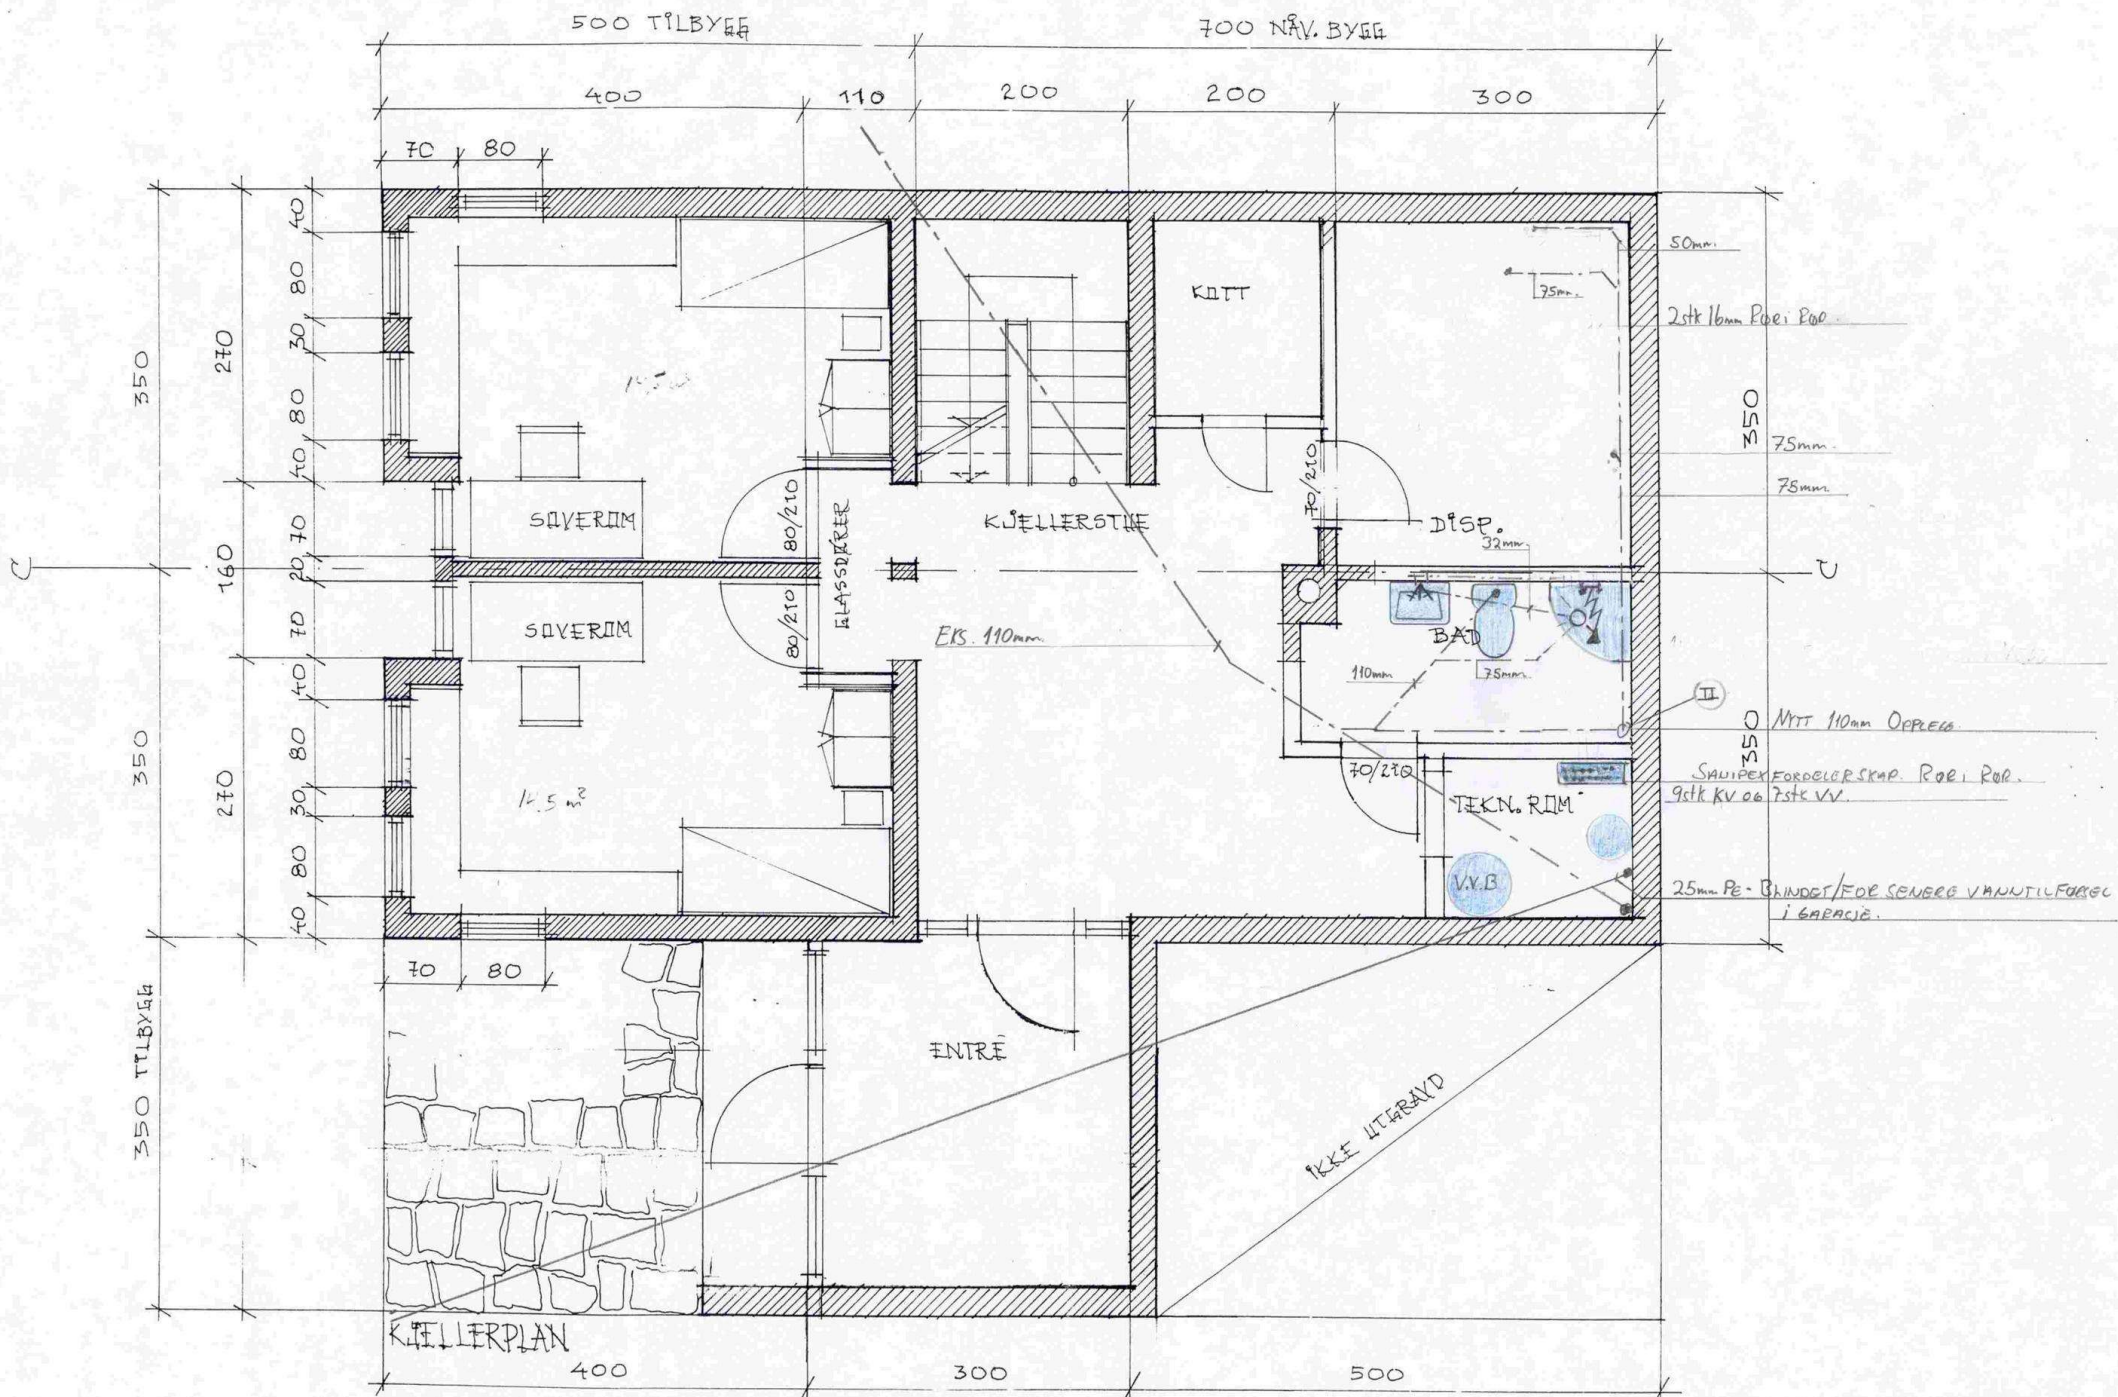 500 TILBYGG
700 NÅV. BYGG
400
110
200
200
300
70
80
40
80
30
80
40
70
20
70
40
80
30
80
40
270
160
270
350
350
350 TILBYGG
C
C
350
350
KOTT
50mm.
75mm.
2stk 16mm RØR i RØR.
75mm.
75mm.
SOVEROM
80/210
GLASSDØRER
KJELLERSTUE
70/210
DISP.
32mm.
SOVEROM
80/210
EKS. 110mm.
BAD
110mm
75mm.
II
NYTT 110mm OPPLEGG.
14,5 m²
70/210
TEKN. ROM
SANIPEX FORDELERSKAP. RØR i RØR.
9stk KV OG 7stk VV.
V.V.B
25mm PE - BLINDET/FOR SENERE VANNTILFØRSEL
i GARASJE.
70
80
ENTRÉ
IKKE UTGRAVD
KJELLERPLAN
400
300
500